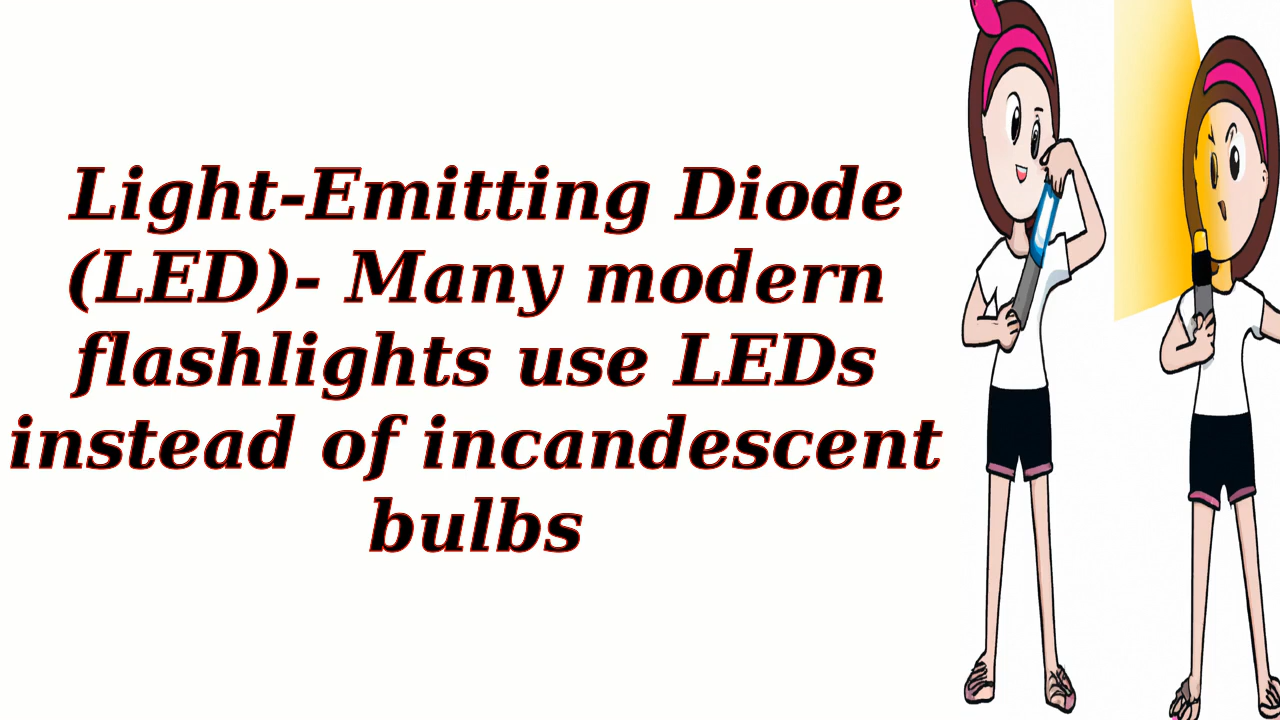 Light-Emitting Diode
(LED)- Many modern
flashlights use LEDs
instead of incandescent
bulbs